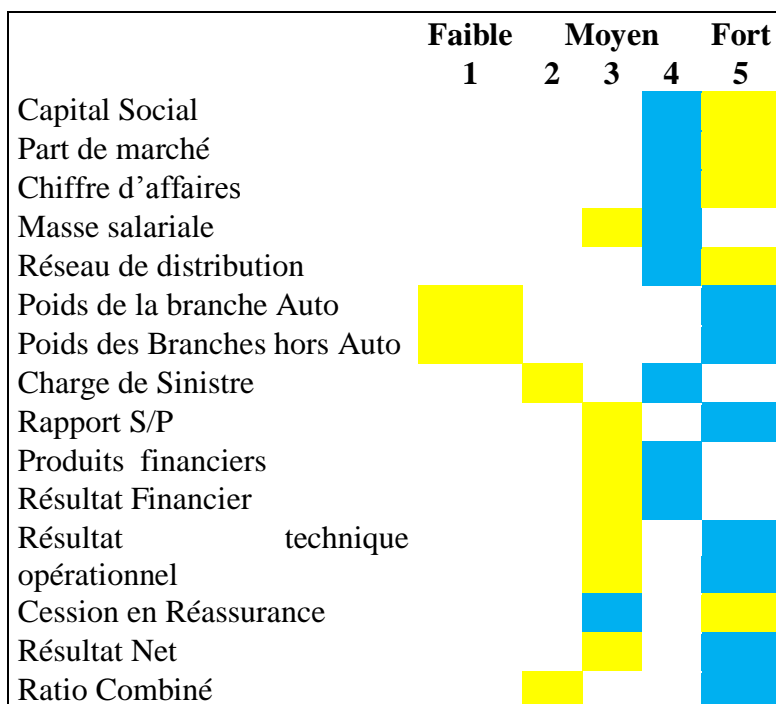 Faible Moyen Fort
1 2 3 4 5
Capital Social
Part de marché
Chiffre d’affaires
Masse salariale
Réseau de distribution
Poids de la branche Auto
Poids des Branches hors Auto
Charge de Sinistre
Rapport S/P
Produits financiers
Résultat Financier
Résultat technique
opérationnel
Cession en Réassurance
Résultat Net
Ratio Combiné